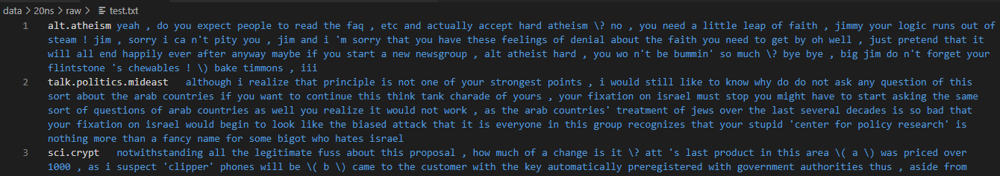 data > 20ns > raw > test.txt
1 alt.atheism yeah , do you expect people to read the faq , etc and actually accept hard atheism \? no , you need a little leap of faith , jimmy your logic runs out of
steam ! jim , sorry i ca n't pity you , jim and i 'm sorry that you have these feelings of denial about the faith you need to get by oh well , just pretend that it
will all end happily ever after anyway maybe if you start a new newsgroup , alt atheist hard , you wo n't be bummin' so much \? bye bye , big jim do n't forget your
flintstone 's chewables ! \) bake timmons , iii
2 talk.politics.mideast although i realize that principle is not one of your strongest points , i would still like to know why do do not ask any question of this
sort about the arab countries if you want to continue this think tank charade of yours , your fixation on israel must stop you might have to start asking the same
sort of questions of arab countries as well you realize it would not work , as the arab countries' treatment of jews over the last several decades is so bad that
your fixation on israel would begin to look like the biased attack that it is everyone in this group recognizes that your stupid 'center for policy research' is
nothing more than a fancy name for some bigot who hates israel
3 sci.crypt notwithstanding all the legitimate fuss about this proposal , how much of a change is it \? att 's last product in this area \( a \) was priced over
1000 , as i suspect 'clipper' phones will be \( b \) came to the customer with the key automatically preregistered with government authorities thus , aside from